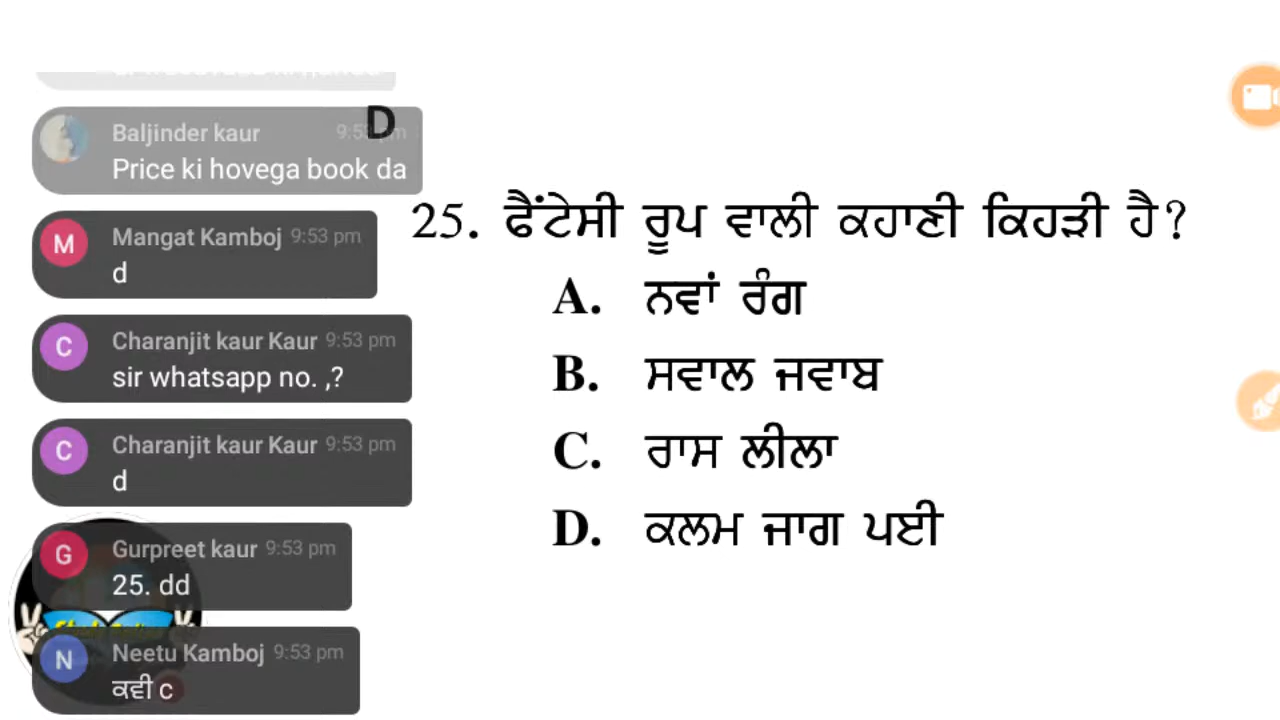 D
Baljinder kaur
Price ki hovega book da
Mangat Kamboj 9:53 pm
d
Charanjit kaur Kaur 9:53 pm
sir whatsapp no. ,?
Charanjit kaur Kaur 9:53 pm
d
Gurpreet kaur 9:53 pm
25. dd
Neetu Kamboj 9:53 pm
ਕਵੀ c
M
C
C
G
N
25. ਫੈਂਟੇਸੀ ਰੂਪ ਵਾਲੀ ਕਹਾਣੀ ਕਿਹੜੀ ਹੈ?
A. ਨਵਾਂ ਰੰਗ
B. ਸਵਾਲ ਜਵਾਬ
C. ਰਾਸ ਲੀਲਾ
D. ਕਲਮ ਜਾਗ ਪਈ